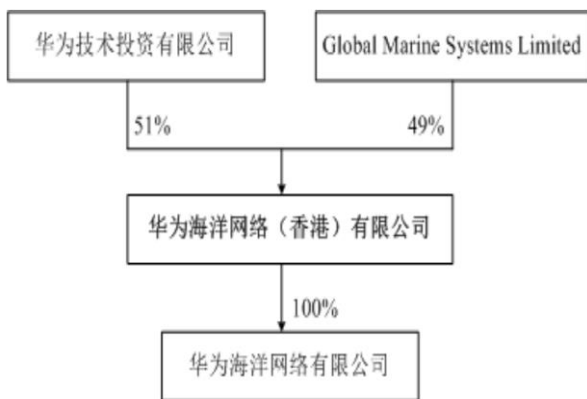 华为技术投资有限公司
Global Marine Systems Limited
51%
49%
华为海洋网络（香港）有限公司
100%
华为海洋网络有限公司